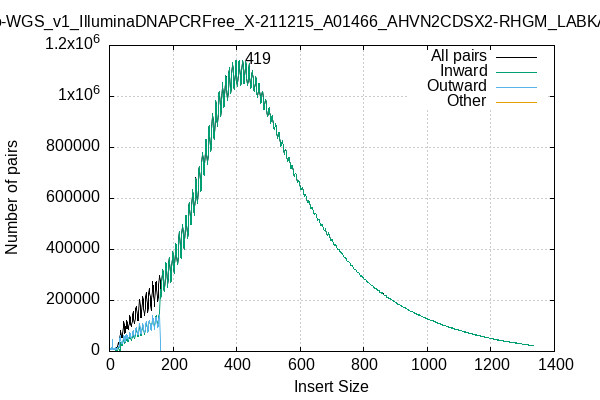 o-WGS_v1_IlluminaDNAPCRFree_X-211215_A01466_AHVN2CDSX2-RHGM_LABKA
419
All pairs
Inward
Outward
Other
1.2x10^6
1x10^6
800000
600000
400000
200000
0
Number of pairs
0 200 400 600 800 1000 1200 1400
Insert Size